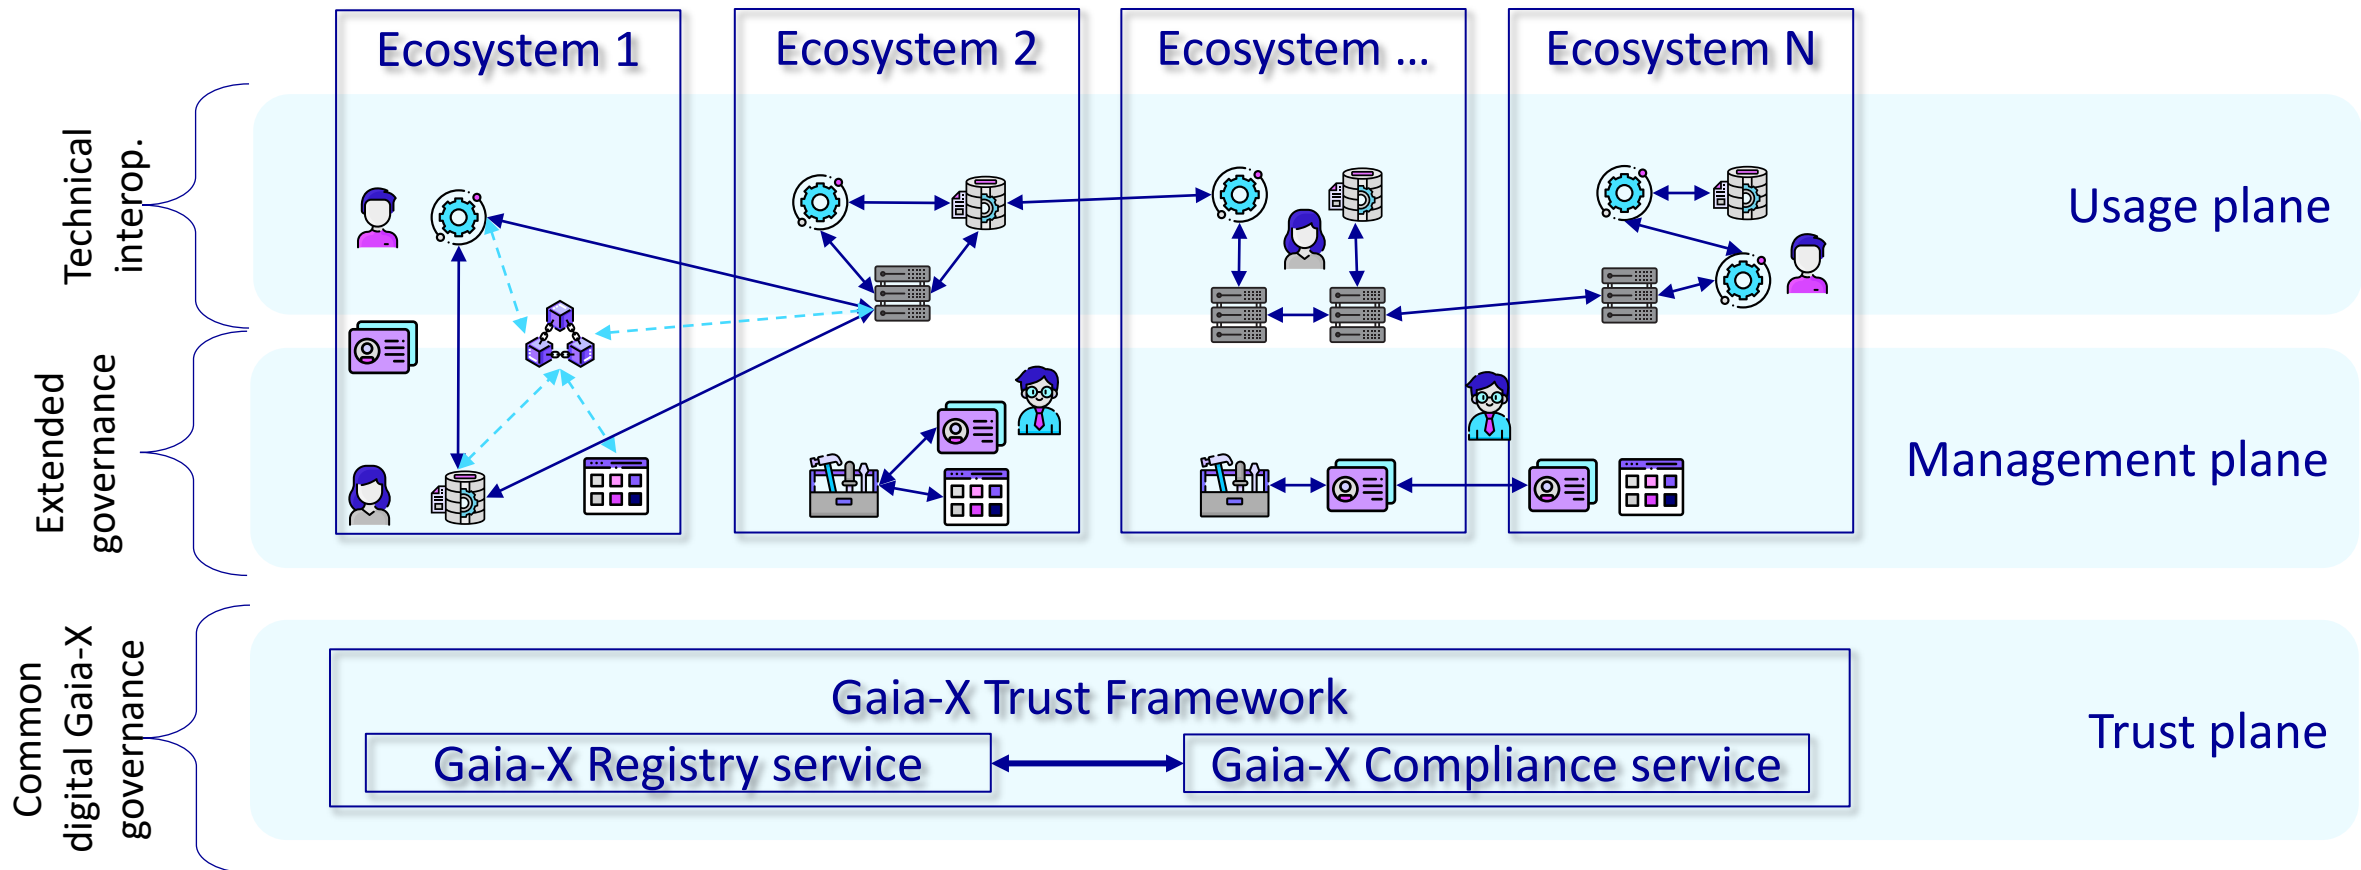 Ecosystem 1
Ecosystem 2
Ecosystem ...
Ecosystem N
Technical
interop.
Usage plane
Extended
governance
Management plane
Common
digital Gaia-X
governance
Gaia-X Trust Framework
Gaia-X Registry service
Gaia-X Compliance service
Trust plane